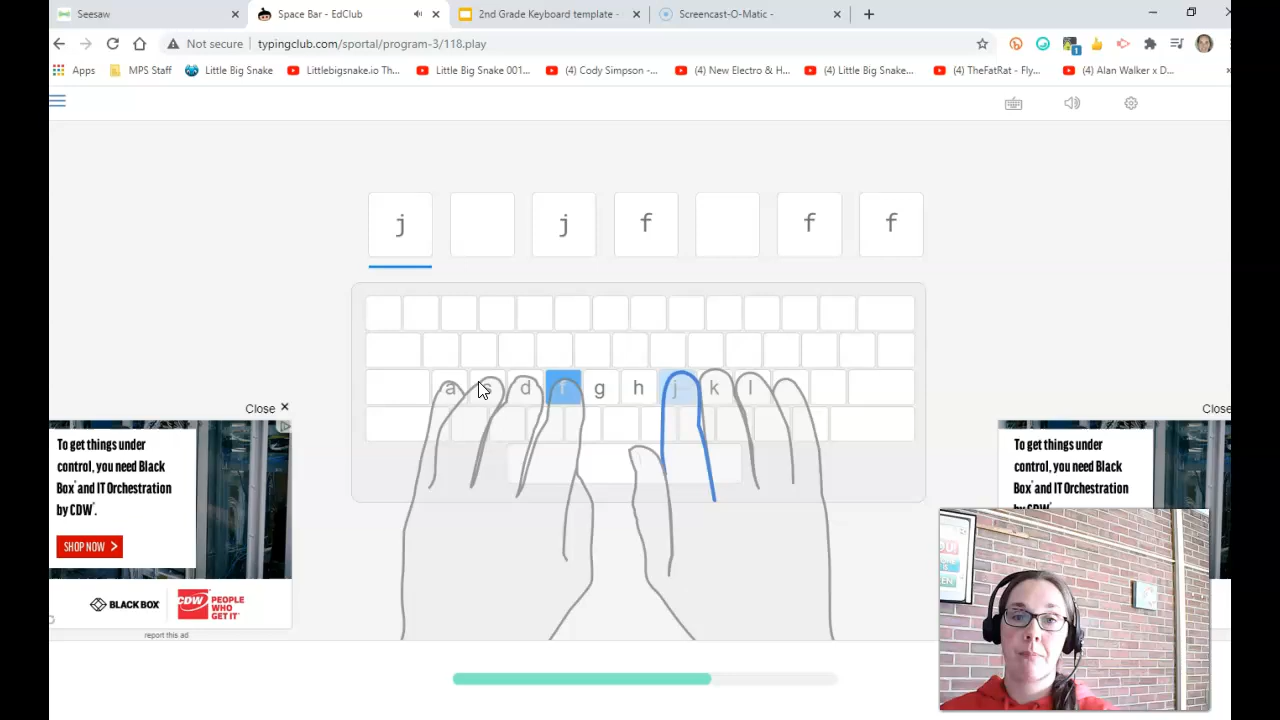 Seesaw
Space Bar - EdClub
2nd Grade Keyboard template -
Screencast-O-Matic -
Not secure
typingclub.com/sportal/program-3/118.play
Apps
MPS Staff
Little Big Snake
Littlebigsnake.io Th...
Little Big Snake 001...
(4) Cody Simpson -...
(4) New Electro & H...
(4) Little Big Snake...
(4) TheFatRat - Fly...
(4) Alan Walker x D...
j j f f f
a s d f g h j k l
Close
To get things under
control, you need Black
Box® and IT Orchestration
by CDW®.
SHOP NOW
BLACK BOX
CDW PEOPLE
WHO
GET IT®
report this ad
Close
To get things under
control, you need Black
Box® and IT Orchestration
by CDW®.